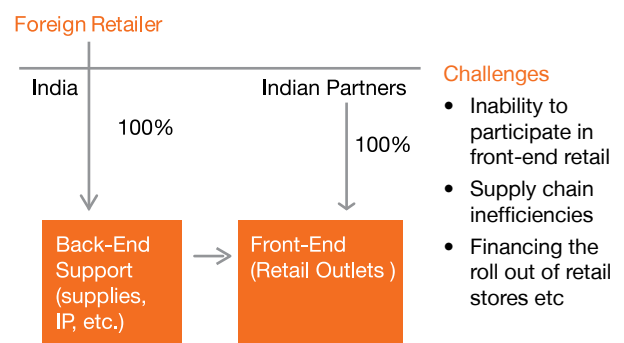 Foreign Retailer
India
Indian Partners
100%
100%
Back-End
Support
(supplies,
IP, etc.)
Front-End
(Retail Outlets )
Challenges
• Inability to
participate in
front-end retail
• Supply chain
inefficiencies
• Financing the
roll out of retail
stores etc